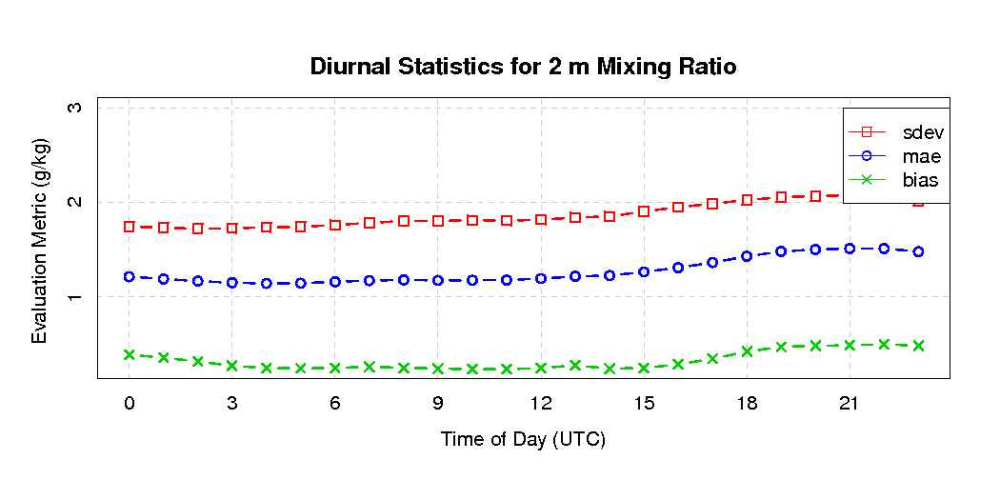 Diurnal Statistics for 2 m Mixing Ratio
Evaluation Metric (g/kg)
3
2
1
sdev
mae
bias
0 3 6 9 12 15 18 21
Time of Day (UTC)